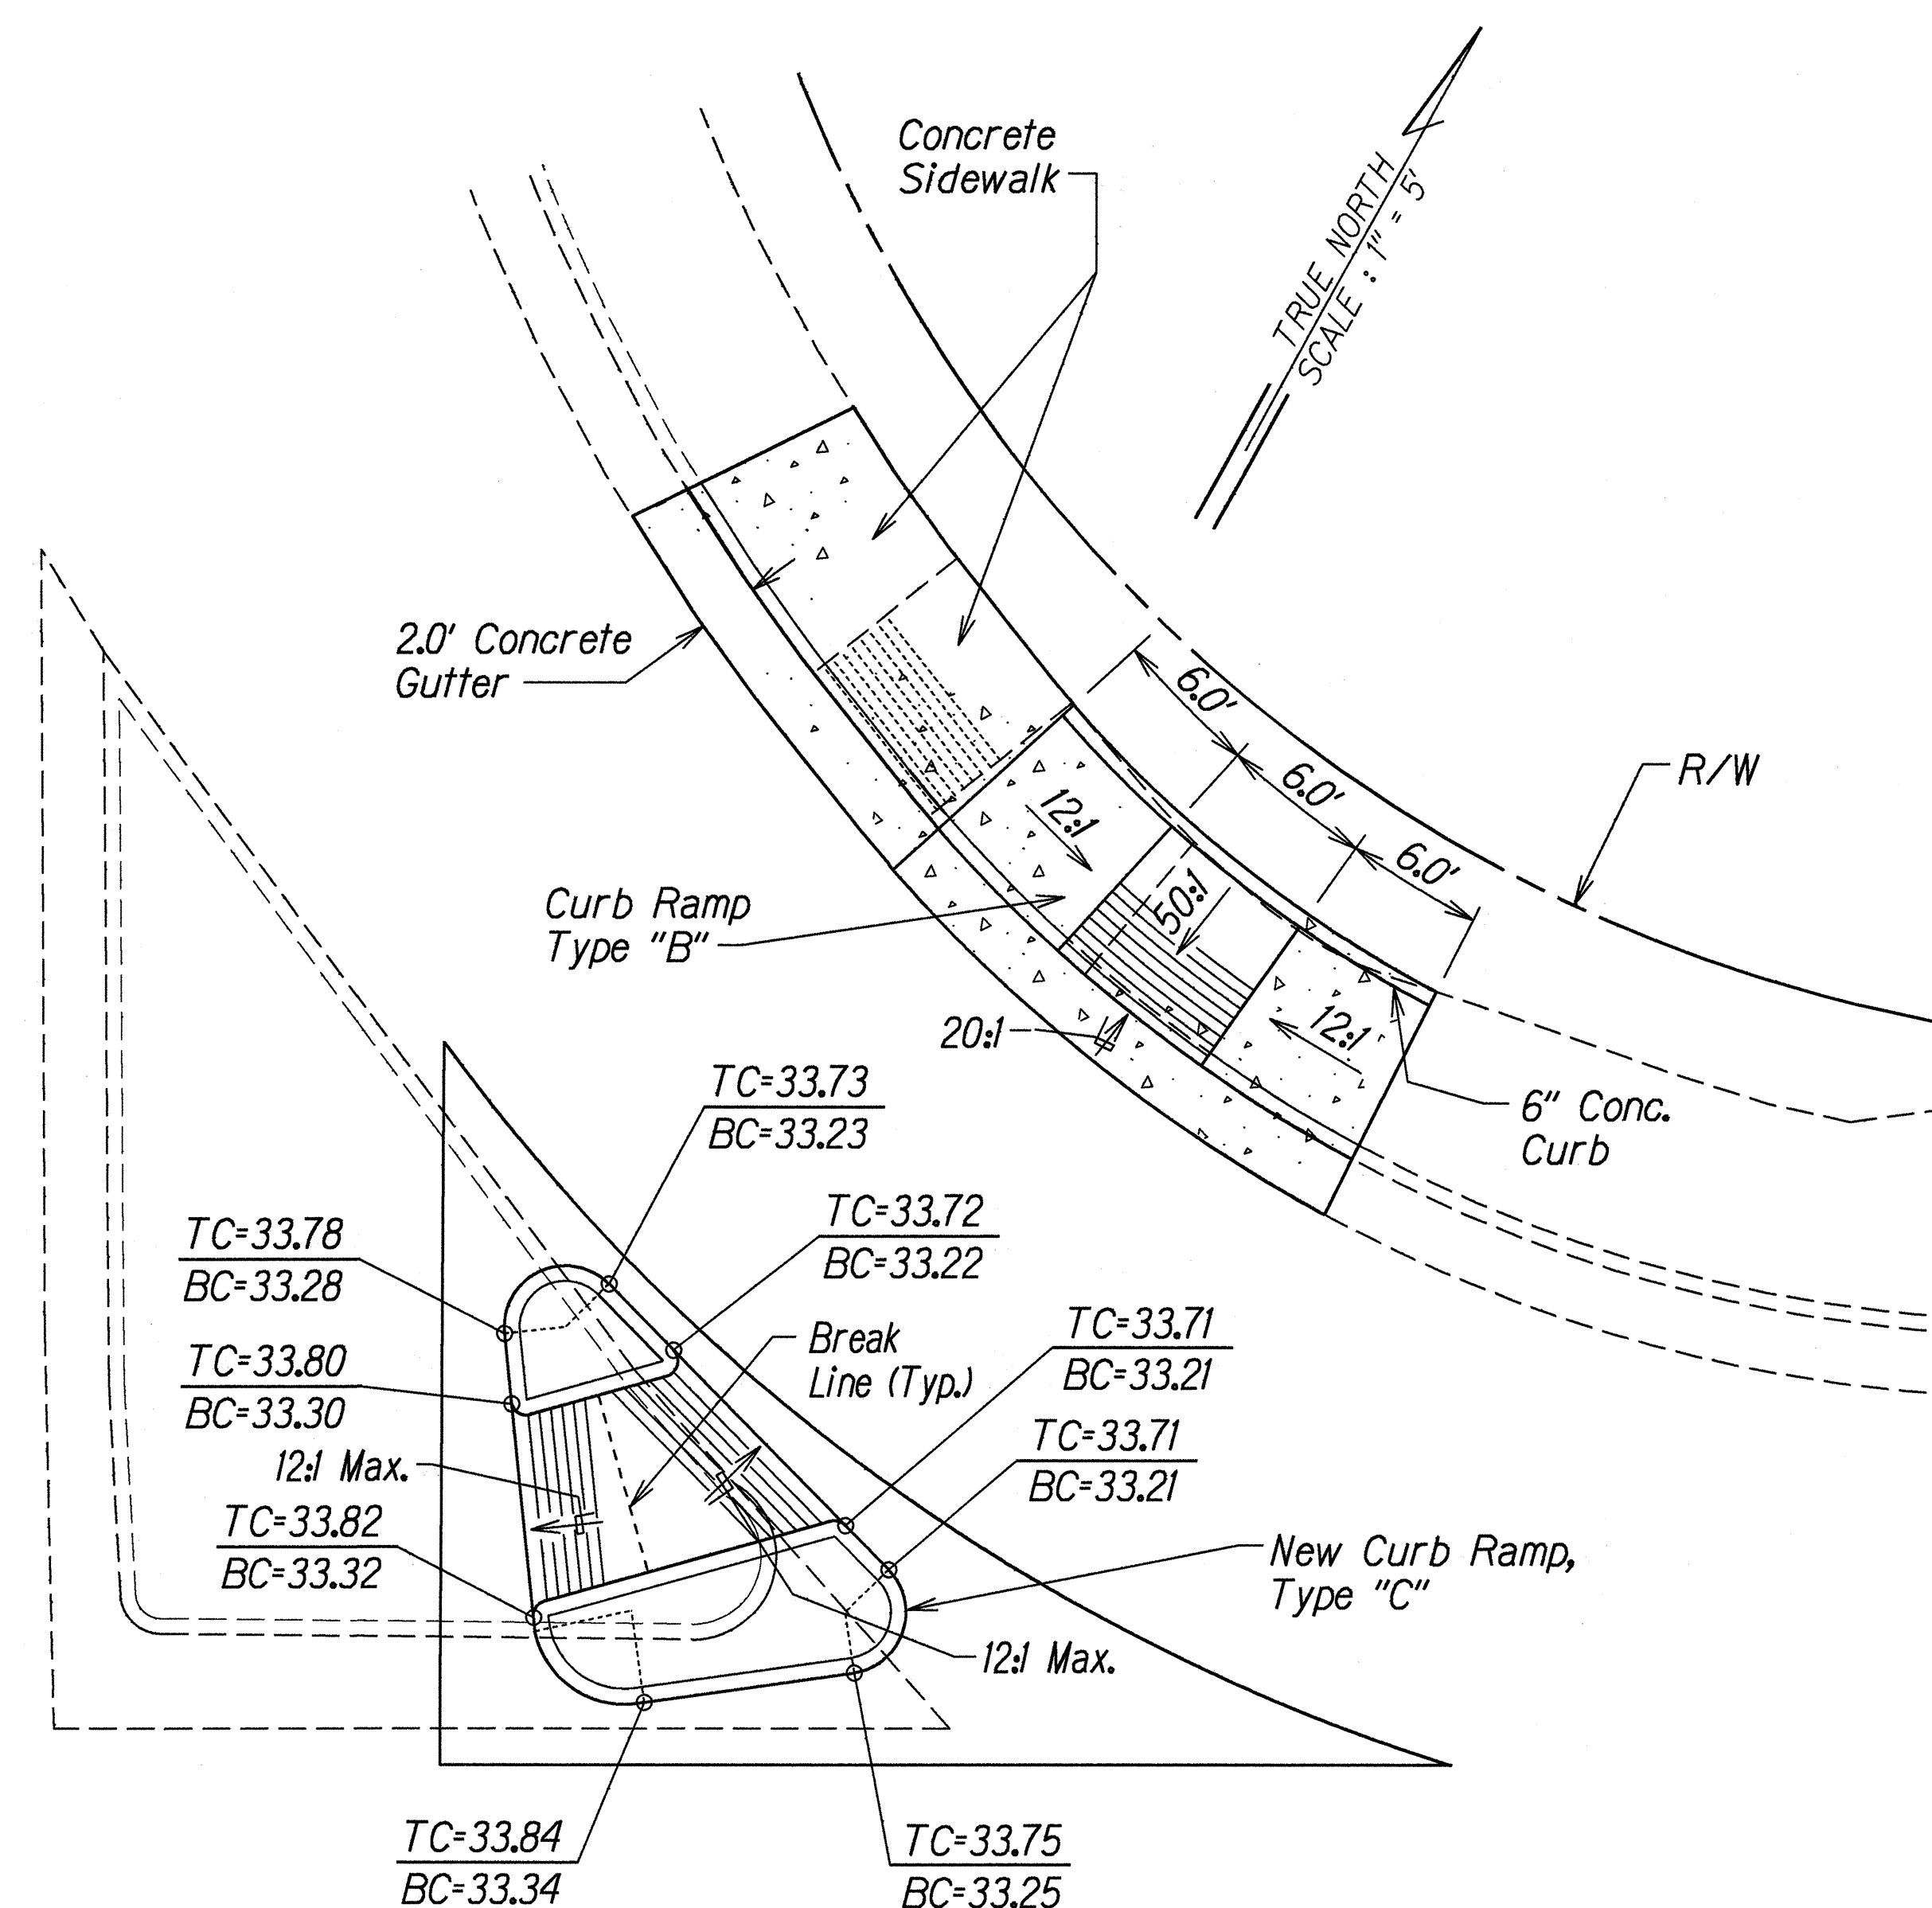 Concrete
Sidewalk
TRUE NORTH
SCALE : 1" = 5'
2.0' Concrete
Gutter
6.0'
6.0'
6.0'
R/W
12:1
50:1
12:1
Curb Ramp
Type "B"
20:1
6" Conc.
Curb
TC=33.73
BC=33.23
TC=33.72
BC=33.22
TC=33.78
BC=33.28
TC=33.71
BC=33.21
Break
Line (Typ.)
TC=33.80
BC=33.30
TC=33.71
BC=33.21
12:1 Max.
TC=33.82
BC=33.32
New Curb Ramp,
Type "C"
12:1 Max.
TC=33.84
BC=33.34
TC=33.75
BC=33.25